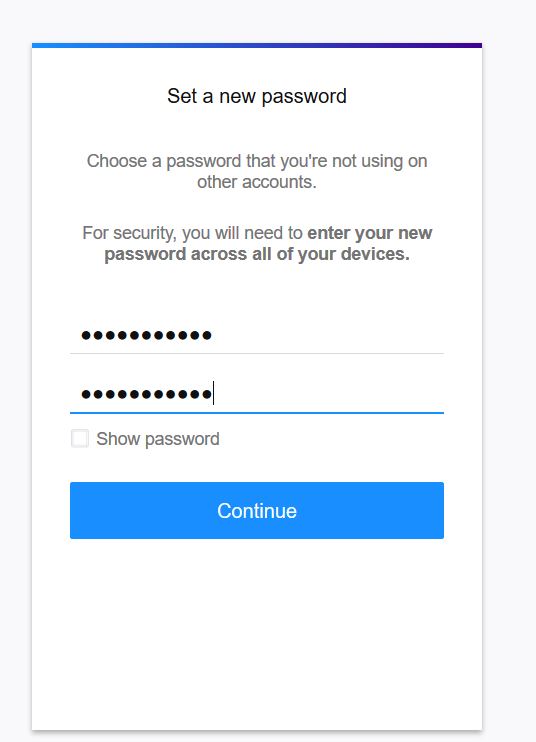 Set a new password
Choose a password that you're not using on
other accounts.
For security, you will need to enter your new
password across all of your devices.
●●●●●●●●●●●
●●●●●●●●●●●
Show password
Continue